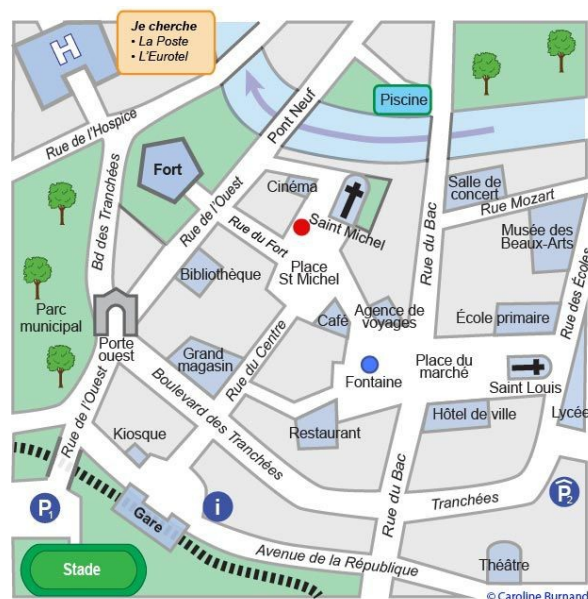 Je cherche
• La Poste
• L'Eurotel
H
Piscine
Pont Neuf
Rue de l'Hospice
Fort
Bd des Tranchées
Rue de l'Ouest
Cinéma
Saint Michel
Salle de
concert
Rue Mozart
Rue du Fort
Rue du Bac
Musée des
Beaux-Arts
Place
St Michel
Bibliothèque
Rue des Écoles
Parc
municipal
Porte
ouest
Café
Agence de
voyages
École primaire
Grand
magasin
Rue du Centre
Fontaine
Place du
marché
Saint Louis
Lycée
Rue de l'Ouest
Boulevard des Tranchées
Kiosque
Restaurant
Hôtel de ville
Rue du Bac
Tranchées
P1
Gare
i
P2
Avenue de la République
Stade
Théâtre
© Caroline Burnand